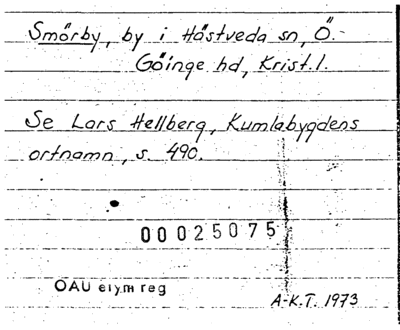 Smörby, by i Hästveda sn, Ö.
Göinge hd, Krist. l.
Se Lars Hellberg, Kumlabygdens
ortnamn, s. 490.
00025075
OAU etym reg
A-K.T. 1973